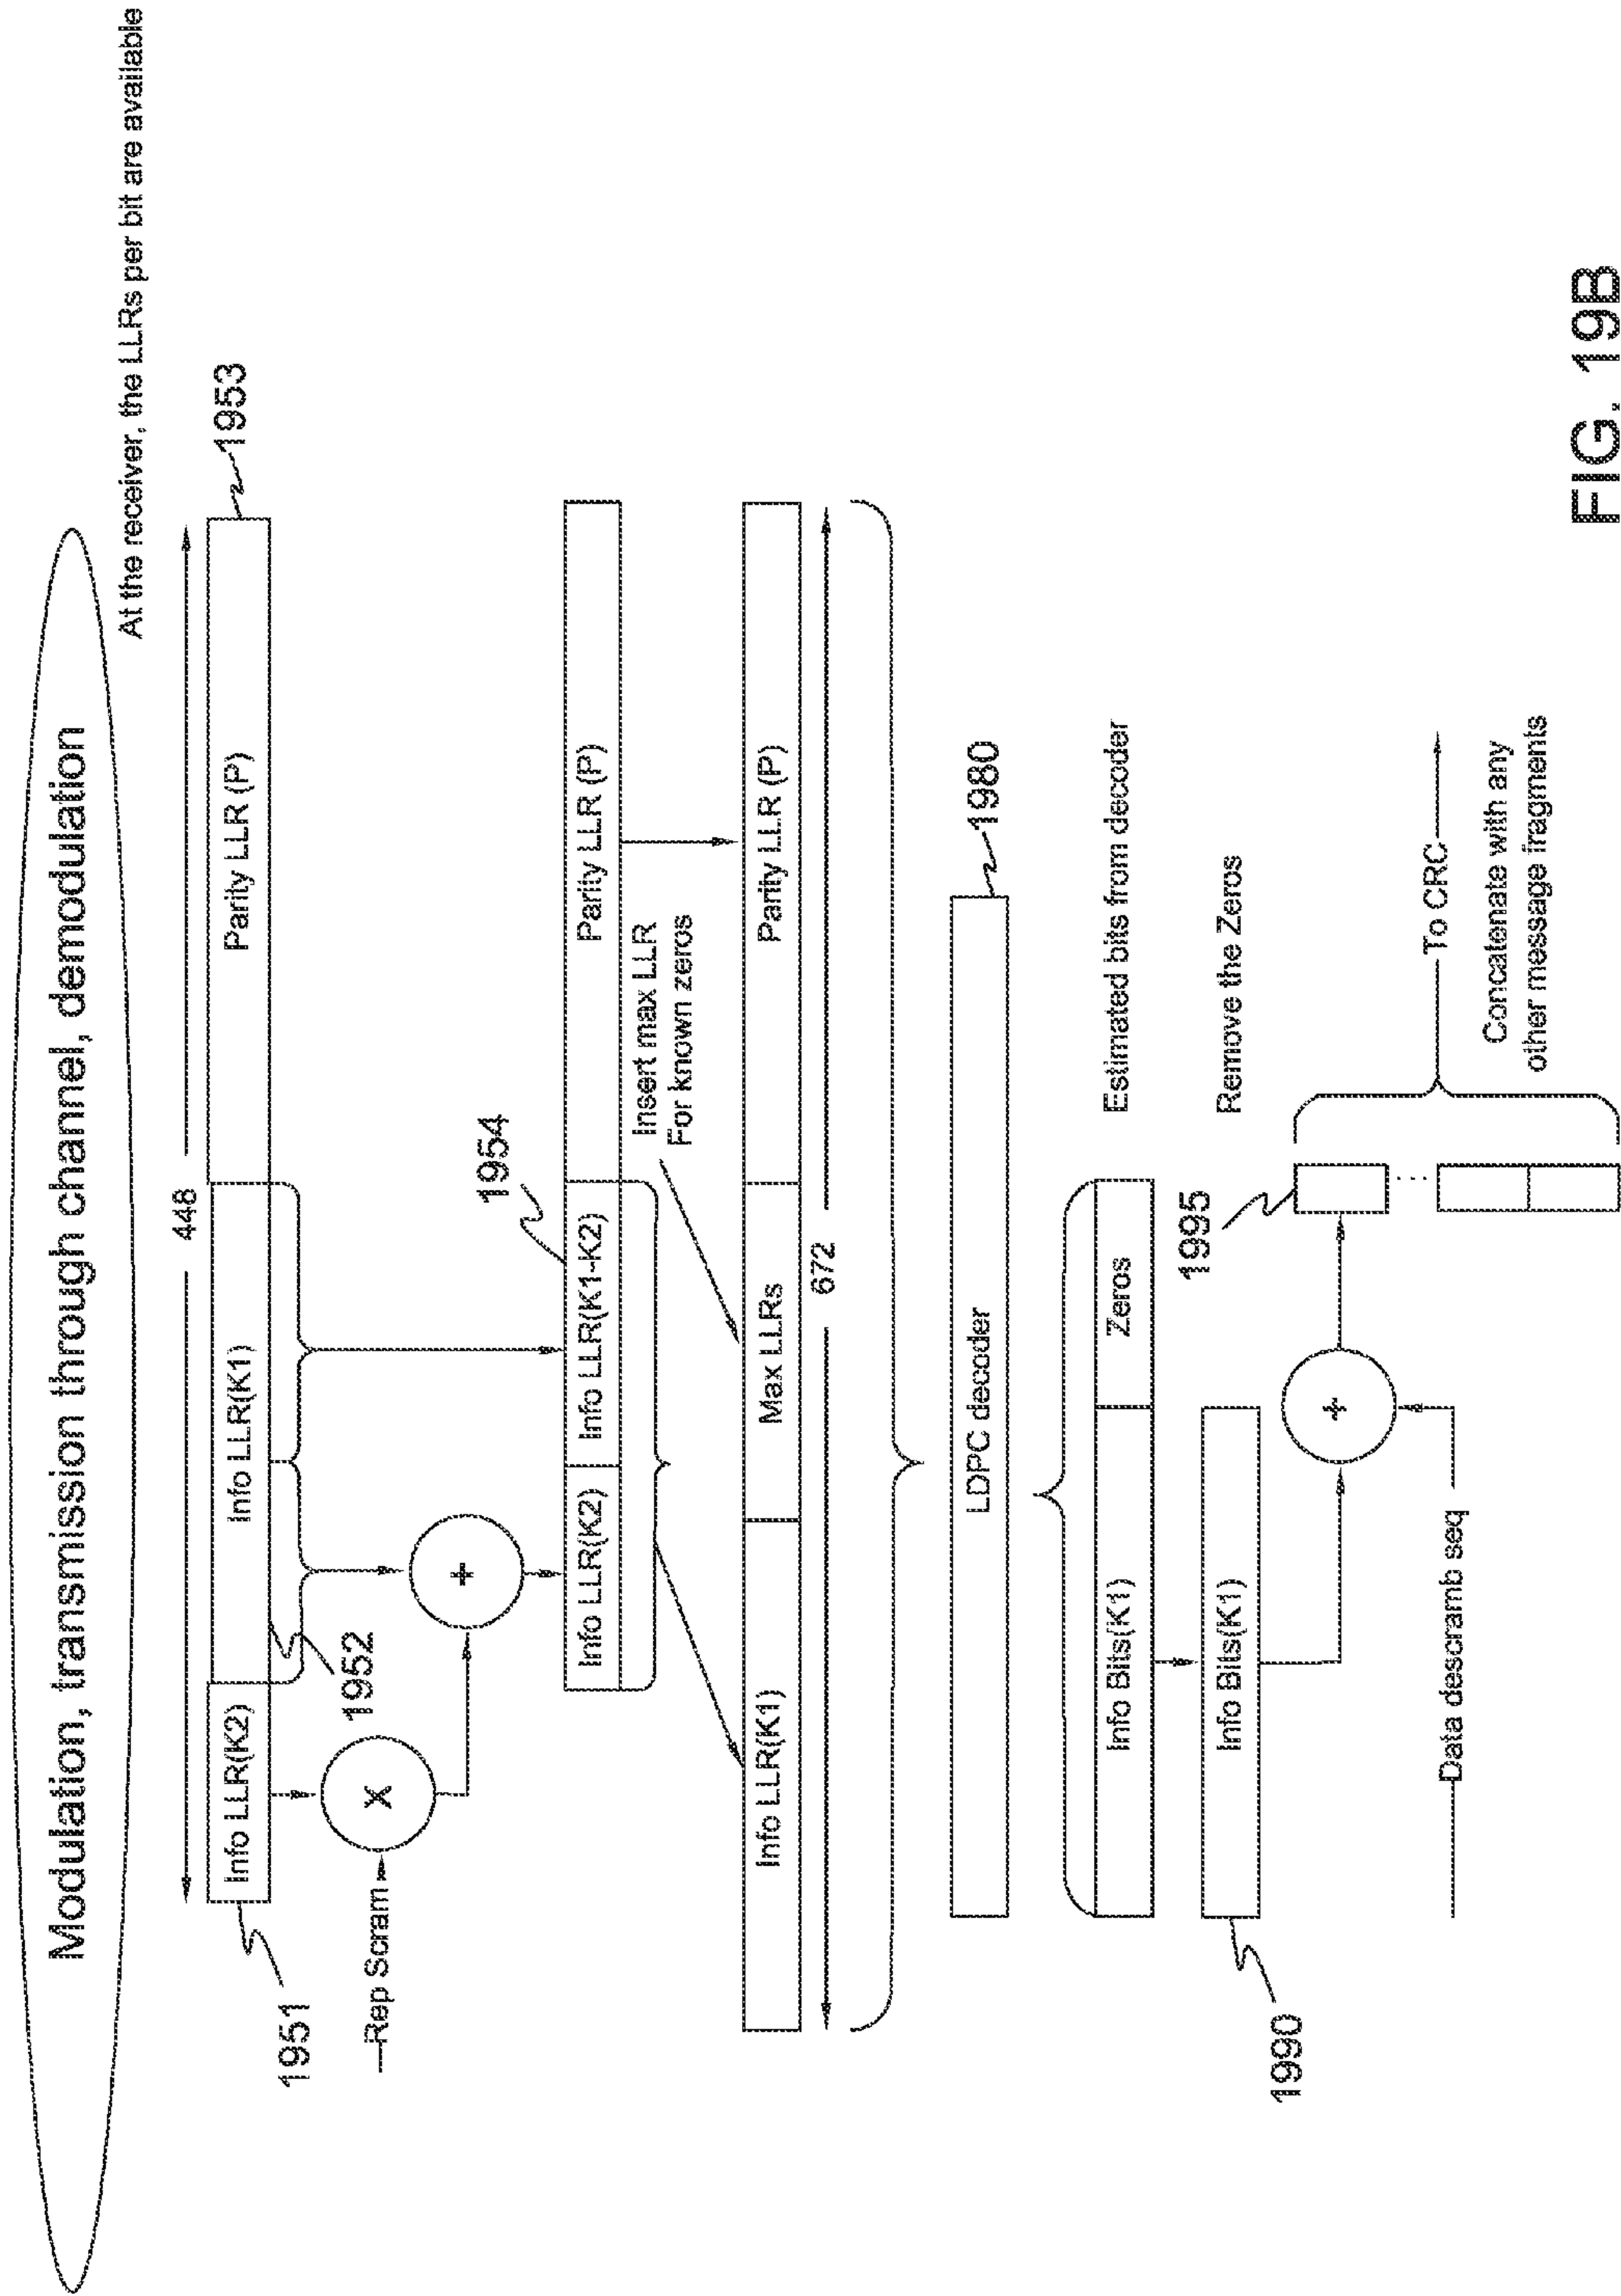 Modulation, transmission through channel, demodulation
At the receiver, the LLRs per bit are available
448
Info LLR(K2)
Info LLR(K1)
Parity LLR (P)
1951
1952
1953
Rep Scram
X
+
1954
Info LLR(K2)
Info LLR(K1-K2)
Parity LLR (P)
Insert max LLR
For known zeros
Info LLR(K1)
Max LLRs
Parity LLR (P)
672
LDPC decoder
1980
Info Bits(K1)
Zeros
Estimated bits from decoder
Info Bits(K1)
Remove the Zeros
1990
1995
+
...
Data descramb seq
To CRC
Concatenate with any
other message fragments
FIG. 19B